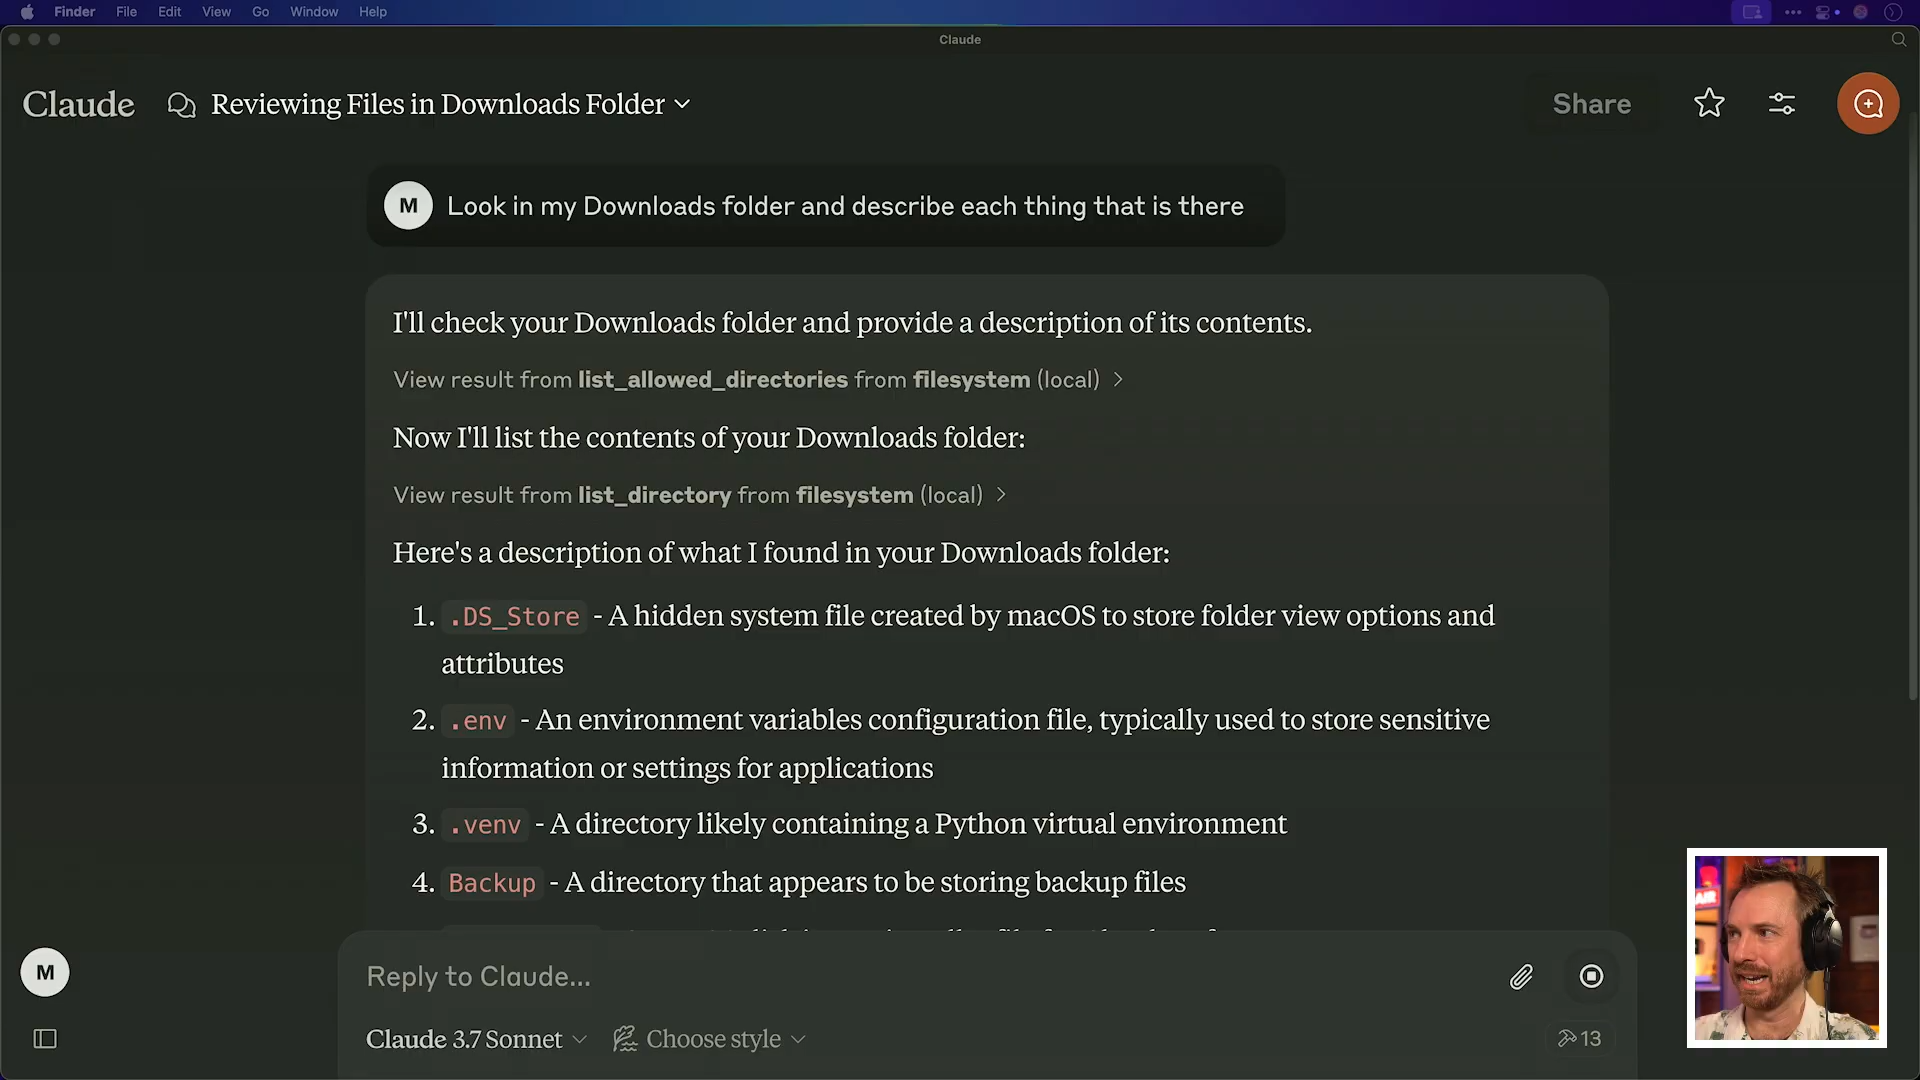 Finder File Edit View Go Window Help
Claude
Claude Reviewing Files in Downloads Folder Share
M Look in my Downloads folder and describe each thing that is there
I'll check your Downloads folder and provide a description of its contents.
View result from list_allowed_directories from filesystem (local)
Now I'll list the contents of your Downloads folder:
View result from list_directory from filesystem (local)
Here's a description of what I found in your Downloads folder:
1. .DS_Store - A hidden system file created by macOS to store folder view options and
attributes
2. .env - An environment variables configuration file, typically used to store sensitive
information or settings for applications
3. .venv - A directory likely containing a Python virtual environment
4. Backup - A directory that appears to be storing backup files
M
Reply to Claude...
Claude 3.7 Sonnet Choose style 13